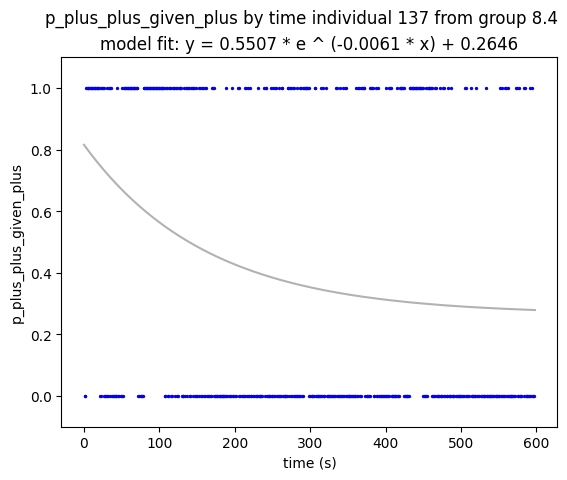 p_plus_plus_given_plus by time individual 137 from group 8.4
model fit: y = 0.5507 * e ^ (-0.0061 * x) + 0.2646
1.0
0.8
0.6
0.4
0.2
0.0
p_plus_plus_given_plus
0 100 200 300 400 500 600
time (s)